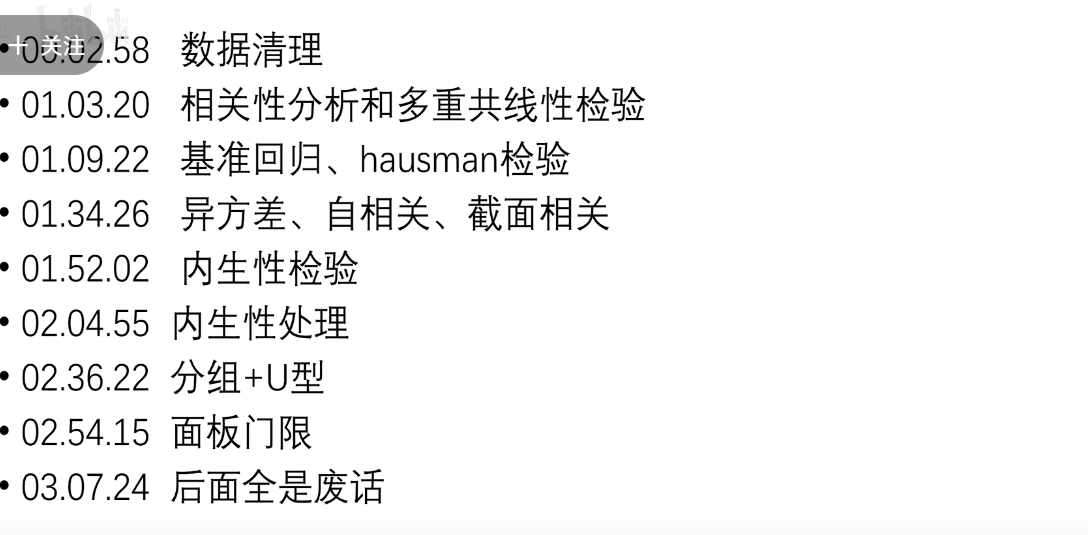 + 关注
• 00.02.58 数据清理
• 01.03.20 相关性分析和多重共线性检验
• 01.09.22 基准回归、hausman检验
• 01.34.26 异方差、自相关、截面相关
• 01.52.02 内生性检验
• 02.04.55 内生性处理
• 02.36.22 分组+U型
• 02.54.15 面板门限
• 03.07.24 后面全是废话